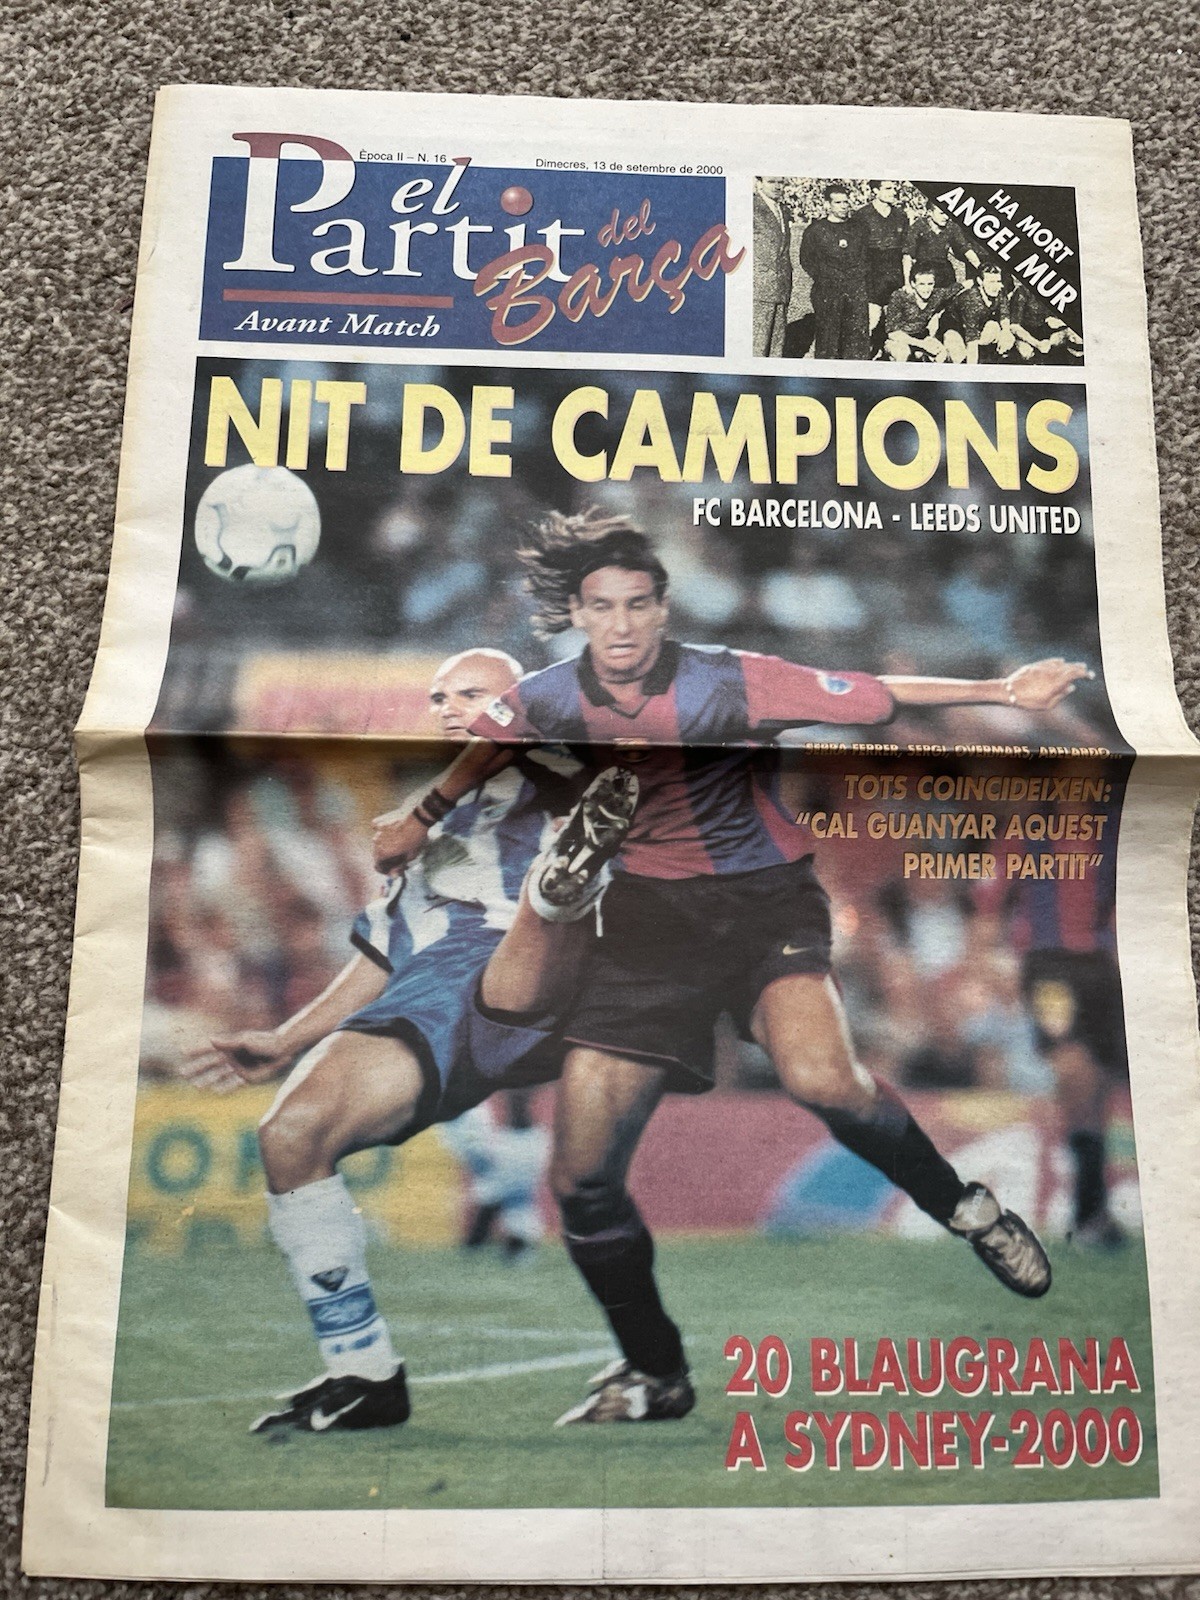 Època II – N. 16
Dimecres, 13 de setembre de 2000
el
Partit
del
Barça
Avant Match
HA MORT
ANGEL MUR
NIT DE CAMPIONS
FC BARCELONA - LEEDS UNITED
SERRA FERRER, SERGI, OVERMARS, ABELARDO...
TOTS COINCIDEIXEN:
"CAL GUANYAR AQUEST
PRIMER PARTIT"
20 BLAUGRANA
A SYDNEY-2000